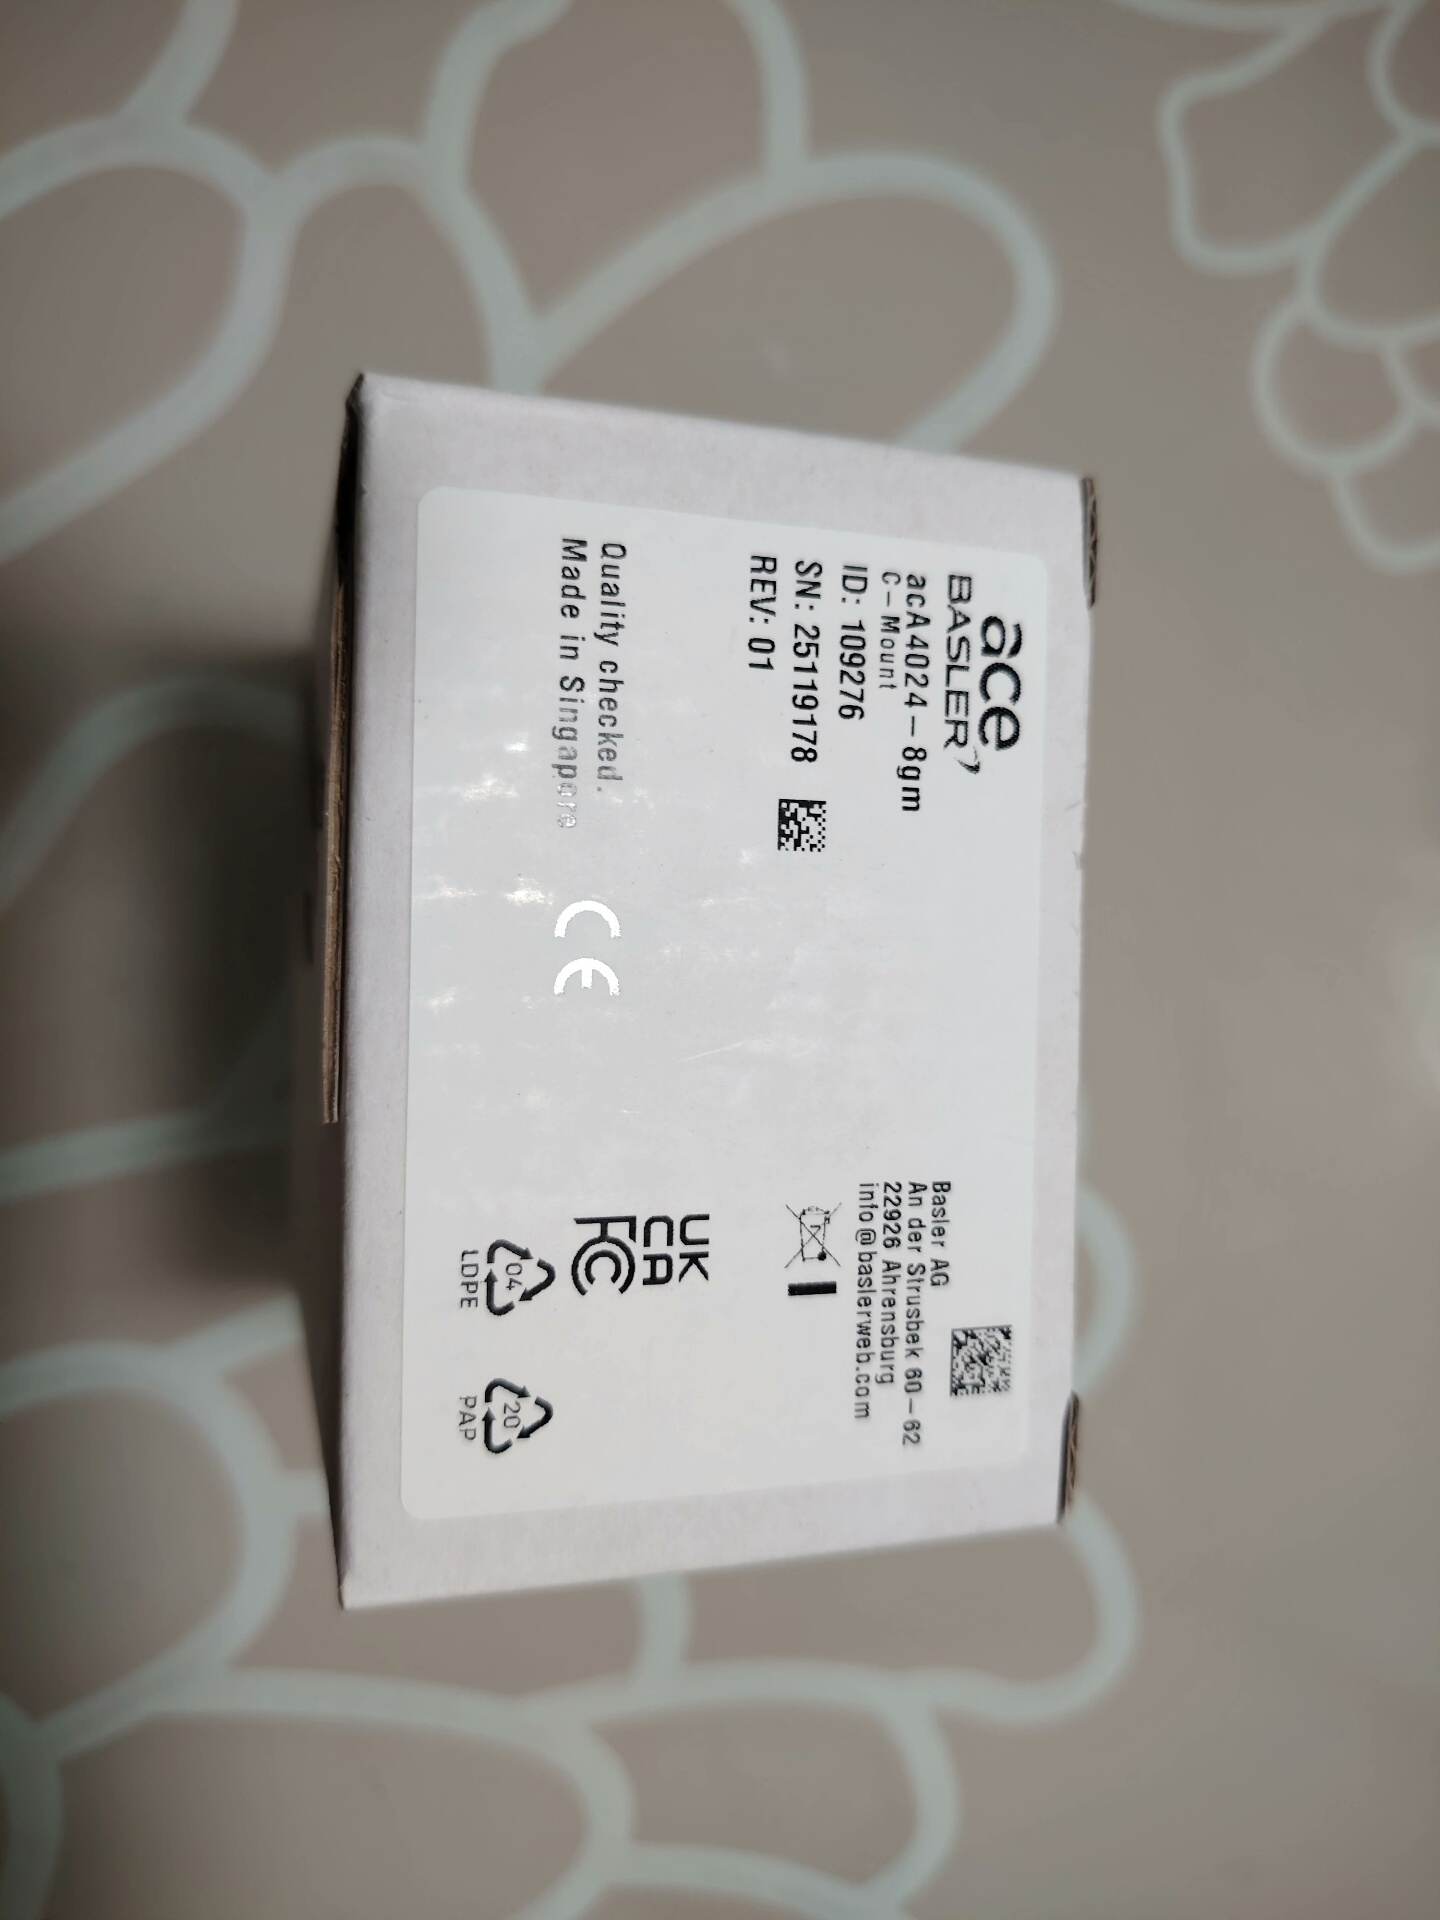 ace
BASLER
acA4024-8gm
C-Mount
ID: 109276
SN: 25119178
REV: 01
Quality checked.
Made in Singapore
CE
Basler AG
An der Strusbek 60-62
22926 Ahrensburg
info@baslerweb.com
UK
CA
FC
04
LDPE
20
PAP